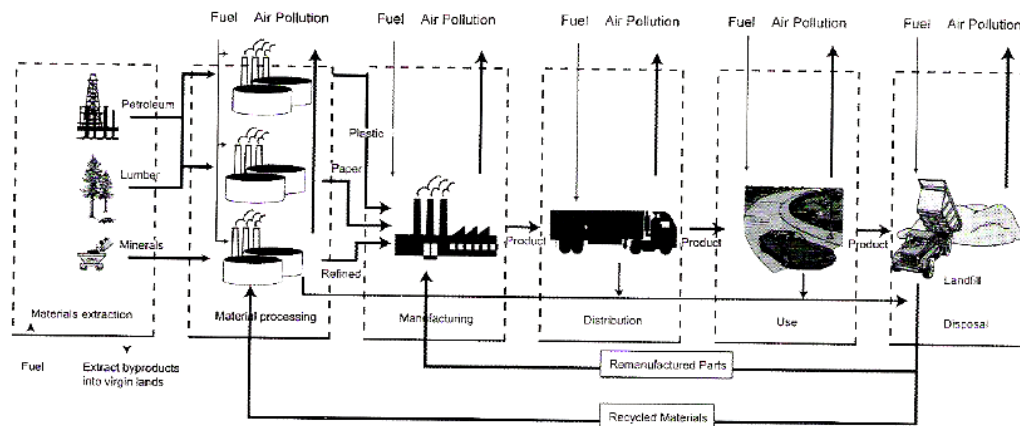 Fuel Air Pollution
Fuel Air Pollution
Fuel Air Pollution
Fuel Air Pollution
Fuel Air Pollution
Petroleum
Lumber
Minerals
Plastic
Paper
Refined
Product
Product
Product
Landfill
Materials extraction
Material processing
Manufacturing
Distribution
Use
Disposal
Fuel
Extract byproducts
into virgin lands
Remanufactured Parts
Recycled Materials